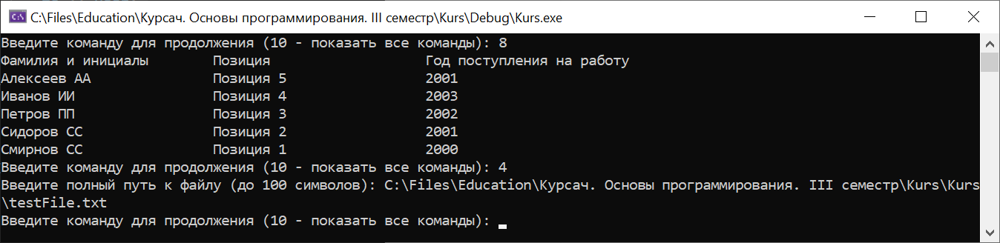 C:\Files\Education\Курсач. Основы программирования. III семестр\Kurs\Debug\Kurs.exe
Введите команду для продолжения (10 - показать все команды): 8
Фамилия и инициалы Позиция Год поступления на работу
Алексеев АА Позиция 5 2001
Иванов ИИ Позиция 4 2003
Петров ПП Позиция 3 2002
Сидоров СС Позиция 2 2001
Смирнов СС Позиция 1 2000
Введите команду для продолжения (10 - показать все команды): 4
Введите полный путь к файлу (до 100 символов): C:\Files\Education\Курсач. Основы программирования. III семестр\Kurs\Kurs
\testFile.txt
Введите команду для продолжения (10 - показать все команды):